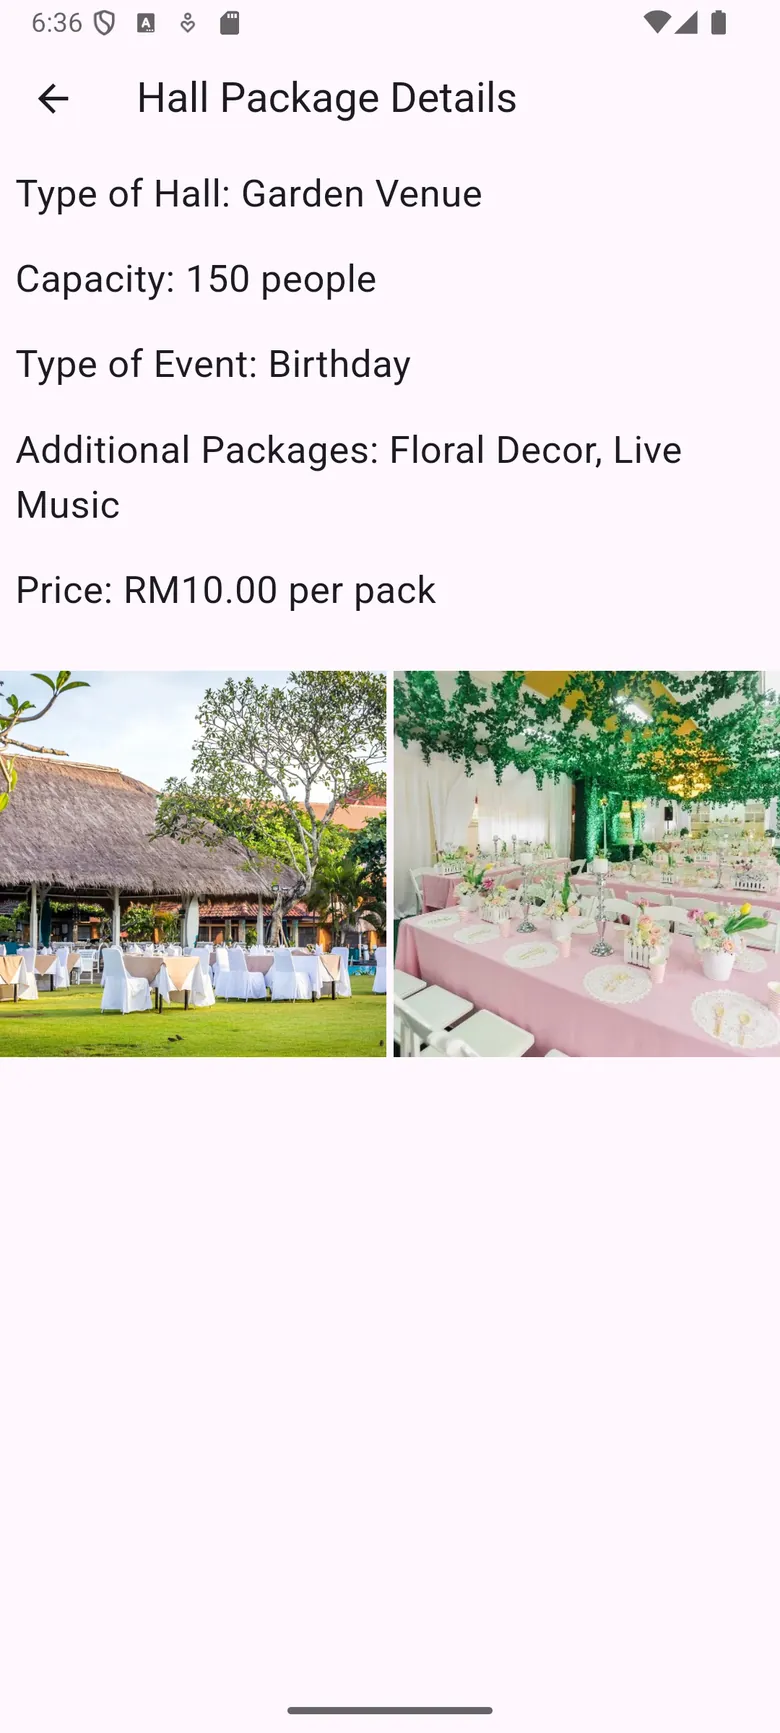 6:36
Hall Package Details
Type of Hall: Garden Venue
Capacity: 150 people
Type of Event: Birthday
Additional Packages: Floral Decor, Live
Music
Price: RM10.00 per pack